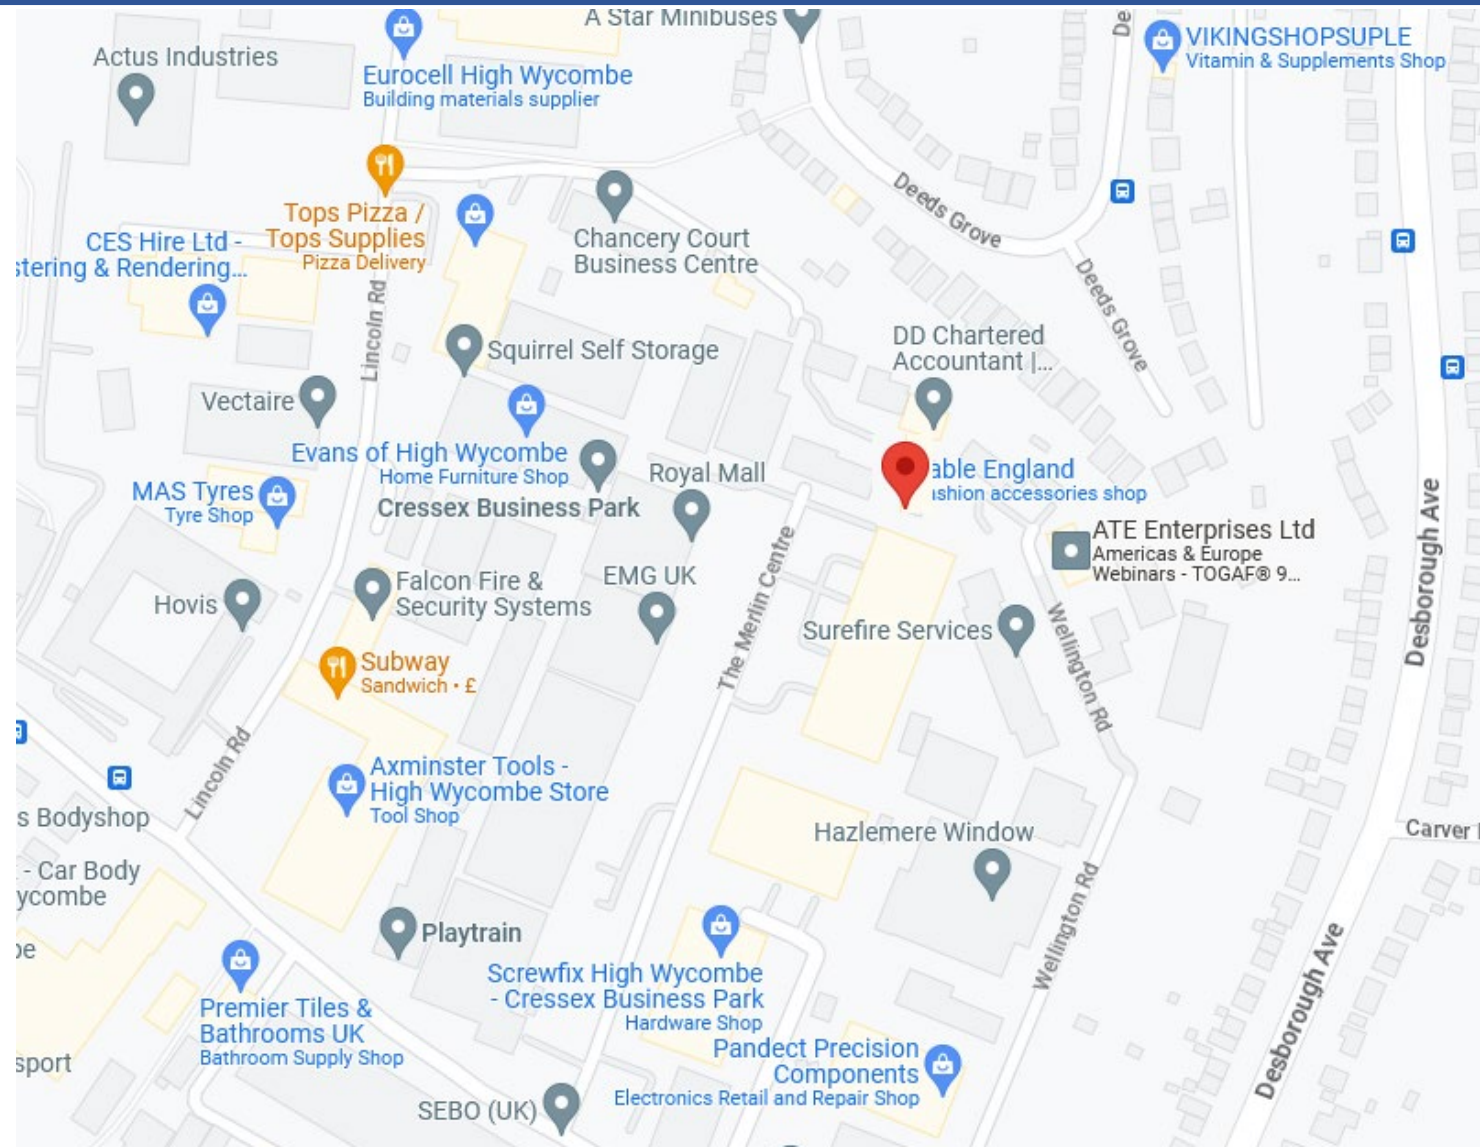 A Star Minibuses
De
VIKINGSHOPSUPLE
Vitamin & Supplements Shop
Actus Industries
Eurocell High Wycombe
Building materials supplier
Deeds Grove
Tops Pizza /
Tops Supplies
Pizza Delivery
CES Hire Ltd -
stering & Rendering...
Chancery Court
Business Centre
Deeds Grove
Lincoln Rd
Squirrel Self Storage
DD Chartered
Accountant |...
Vectaire
Evans of High Wycombe
Home Furniture Shop
Royal Mall
able England
ashion accessories shop
MAS Tyres
Tyre Shop
Cressex Business Park
ATE Enterprises Ltd
Americas & Europe
Webinars - TOGAF® 9...
Desborough Ave
The Merlin Centre
Falcon Fire &
Security Systems
EMG UK
Hovis
Surefire Services
Wellington Rd
Subway
Sandwich • £
Lincoln Rd
Axminster Tools -
High Wycombe Store
Tool Shop
s Bodyshop
Hazlemere Window
Carver
- Car Body
ycombe
Wellington Rd
Playtrain
Desborough Ave
Screwfix High Wycombe
- Cressex Business Park
Hardware Shop
Premier Tiles &
Bathrooms UK
Bathroom Supply Shop
sport
Pandect Precision
Components
Electronics Retail and Repair Shop
SEBO (UK)